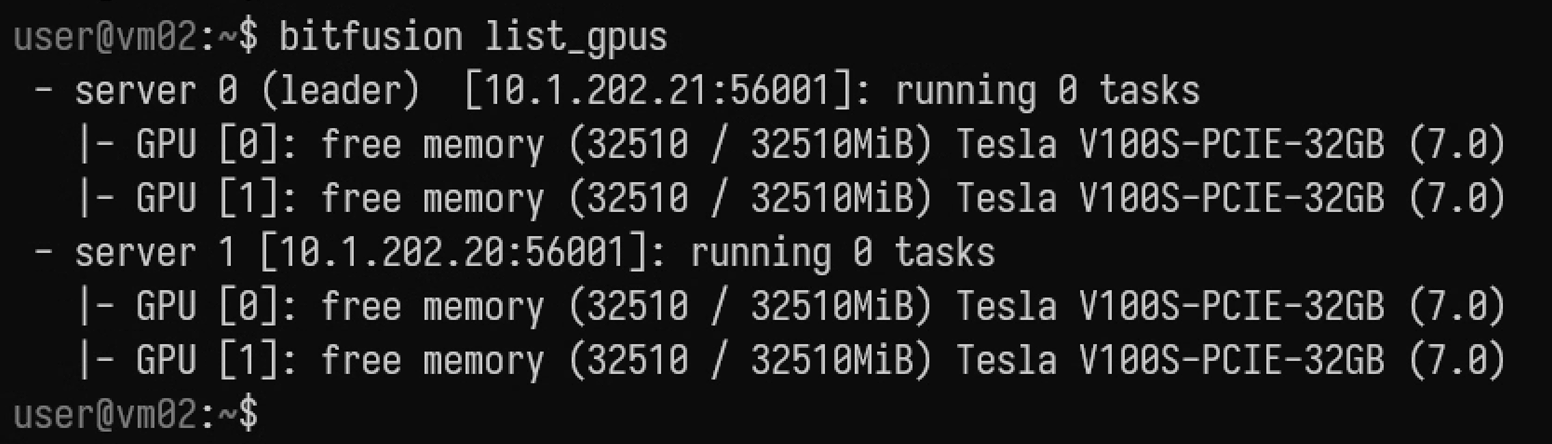 user@vm02:~$ bitfusion list_gpus
 - server 0 (leader)  [10.1.202.21:56001]: running 0 tasks
   |- GPU [0]: free memory (32510 / 32510MiB) Tesla V100S-PCIE-32GB (7.0)
   |- GPU [1]: free memory (32510 / 32510MiB) Tesla V100S-PCIE-32GB (7.0)
 - server 1 [10.1.202.20:56001]: running 0 tasks
   |- GPU [0]: free memory (32510 / 32510MiB) Tesla V100S-PCIE-32GB (7.0)
   |- GPU [1]: free memory (32510 / 32510MiB) Tesla V100S-PCIE-32GB (7.0)
user@vm02:~$